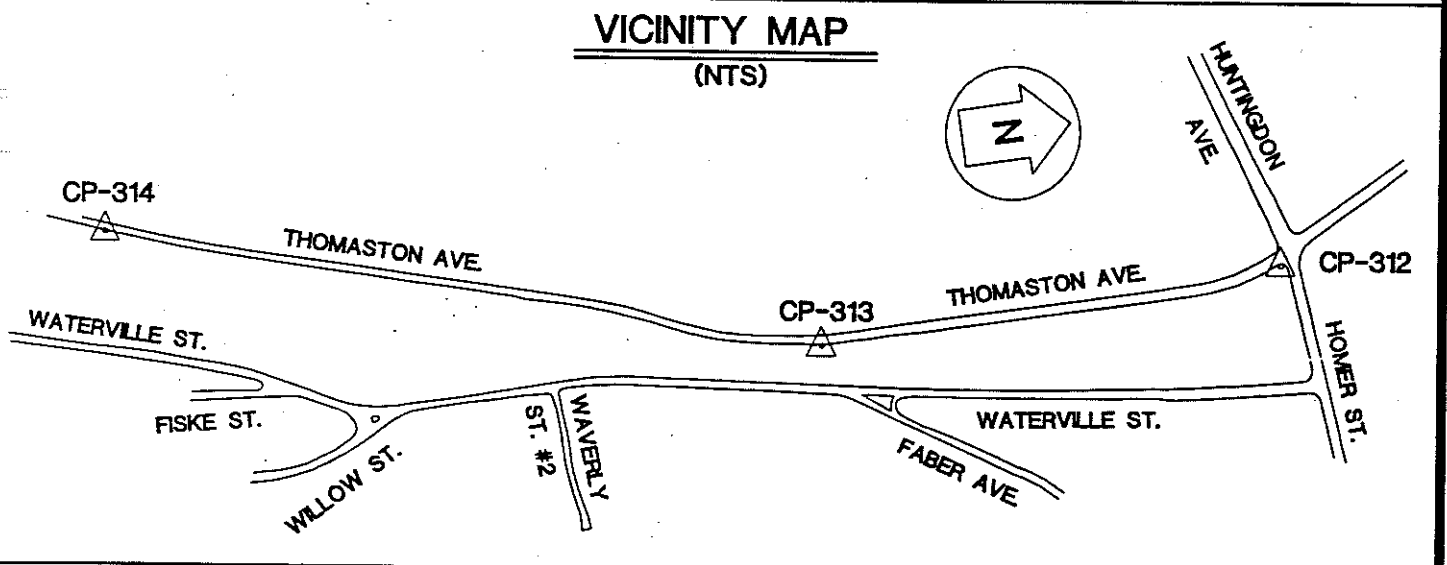 VICINITY MAP
(NTS)
N
HUNTINGDON
AVE.
CP-314
THOMASTON AVE.
CP-312
THOMASTON AVE.
CP-313
WATERVILLE ST.
HOMER ST.
FISKE ST.
WILLOW ST.
WAVERLY
ST. #2
WATERVILLE ST.
FABER AVE.